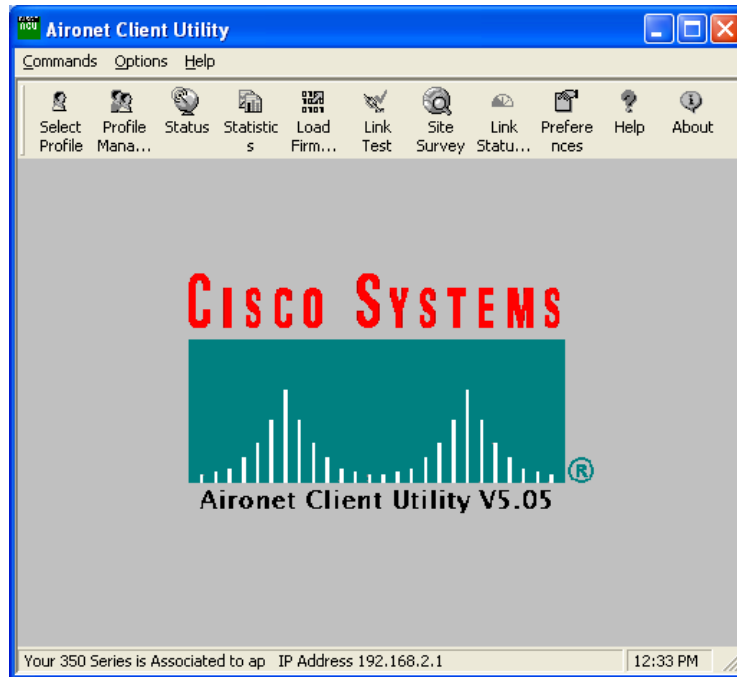 Aironet Client Utility
Commands Options Help
Select Profile
Profile Mana...
Status
Statistic s
Load Firm...
Link Test
Site Survey
Link Statu...
Prefere nces
Help
About
CISCO SYSTEMS
®
Aironet Client Utility V5.05
Your 350 Series is Associated to ap IP Address 192.168.2.1
12:33 PM